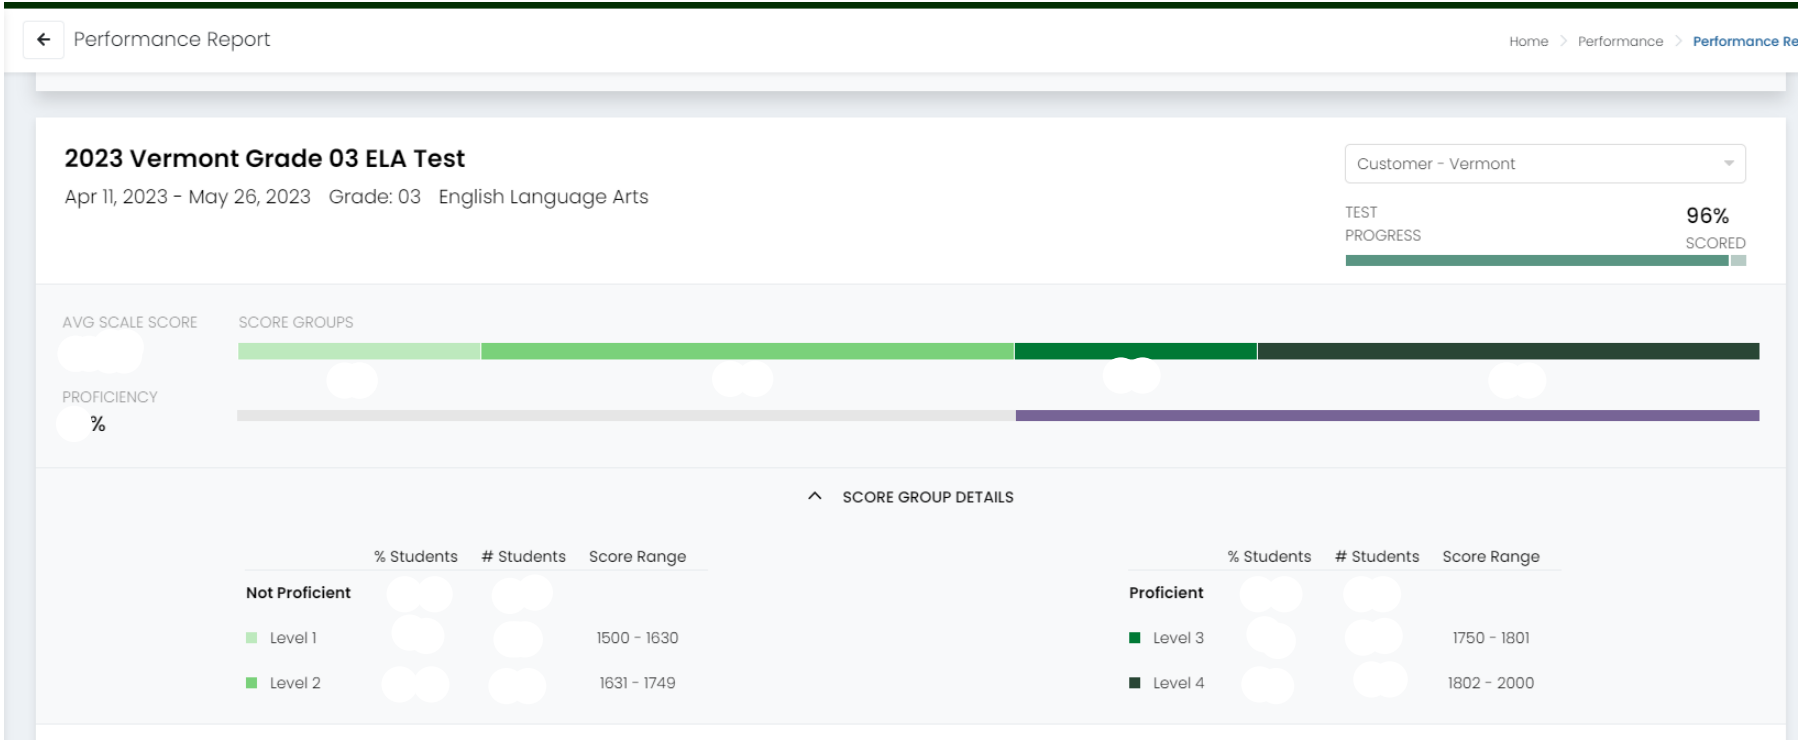 Performance Report
Home > Performance > Performance Re
2023 Vermont Grade 03 ELA Test
Apr 11, 2023 - May 26, 2023 Grade: 03 English Language Arts
Customer - Vermont
TEST PROGRESS
96%
SCORED
AVG SCALE SCORE
SCORE GROUPS
PROFICIENCY
%
SCORE GROUP DETAILS
% Students # Students Score Range
Not Proficient
Level 1 1500 - 1630
Level 2 1631 - 1749
% Students # Students Score Range
Proficient
Level 3 1750 - 1801
Level 4 1802 - 2000